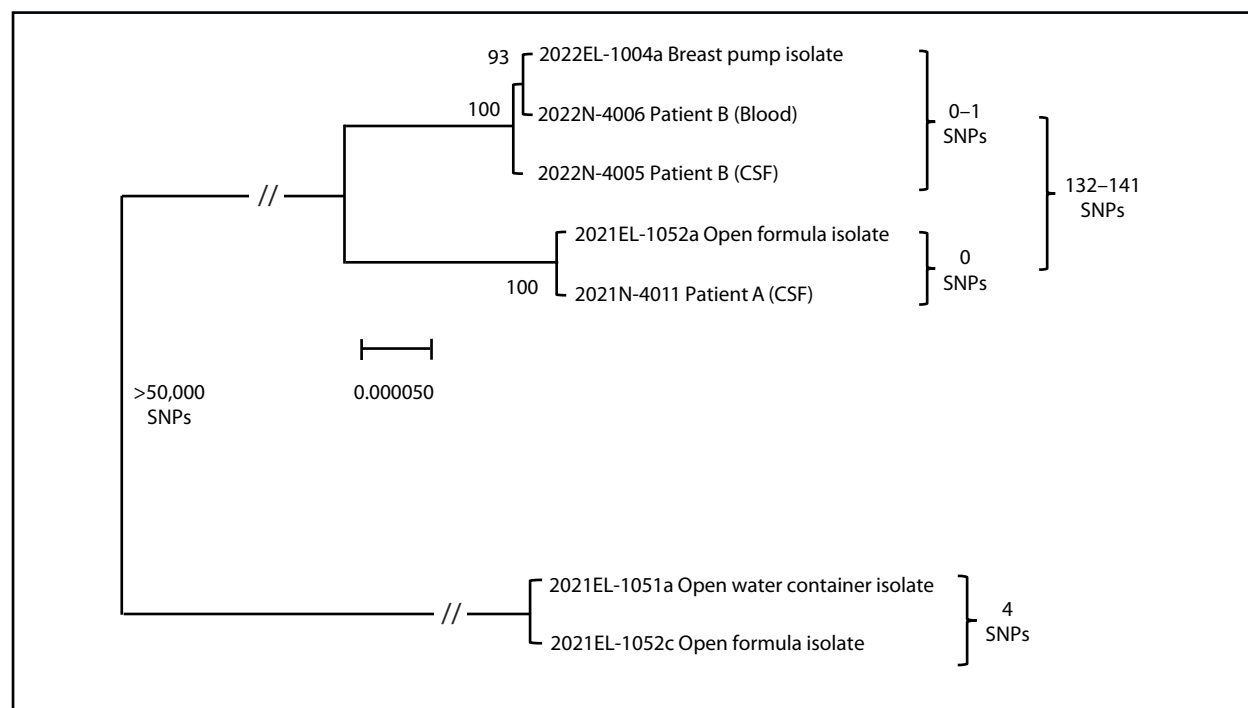 93
2022EL-1004a Breast pump isolate
100
2022N-4006 Patient B (Blood)
0–1
SNPs
2022N-4005 Patient B (CSF)
132–141
SNPs
//
2021EL-1052a Open formula isolate
0
SNPs
100
2021N-4011 Patient A (CSF)
>50,000
SNPs
0.000050
2021EL-1051a Open water container isolate
//
4
SNPs
2021EL-1052c Open formula isolate